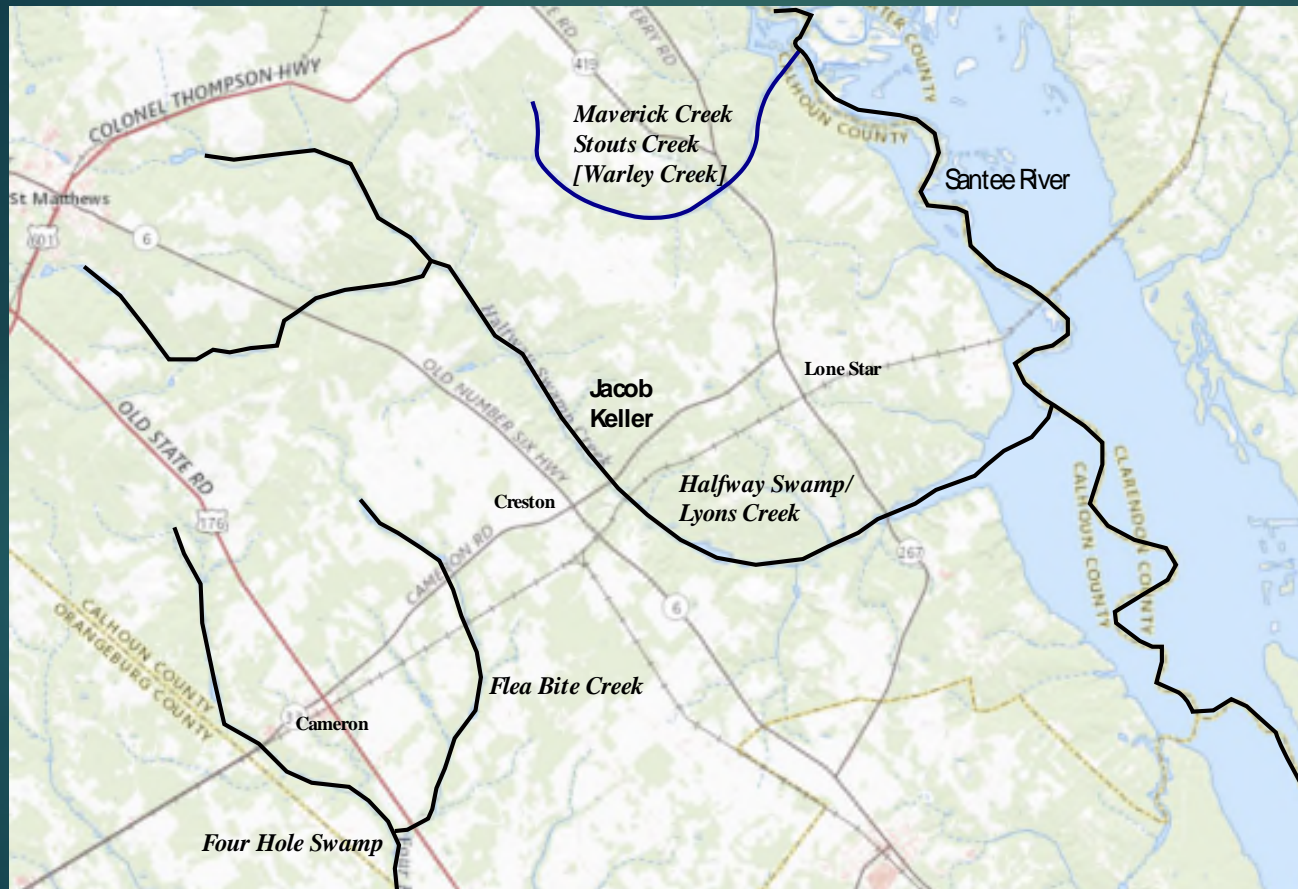 COLONEL THOMPSON HWY
419
CALHOUN COUNTY
Maverick Creek
Stouts Creek
[Warley Creek]
Santee River
St Matthews
601
6
Halfway Swamp Creek
OLD NUMBER SIX HWY
Jacob
Keller
Lone Star
OLD STATE RD
176
Creston
Halfway Swamp/
Lyons Creek
267
CLARENDON COUNTY
CALHOUN COUNTY
CAMERON RD
6
CALHOUN COUNTY
ORANGEBURG COUNTY
Flea Bite Creek
Cameron
Four Hole Swamp